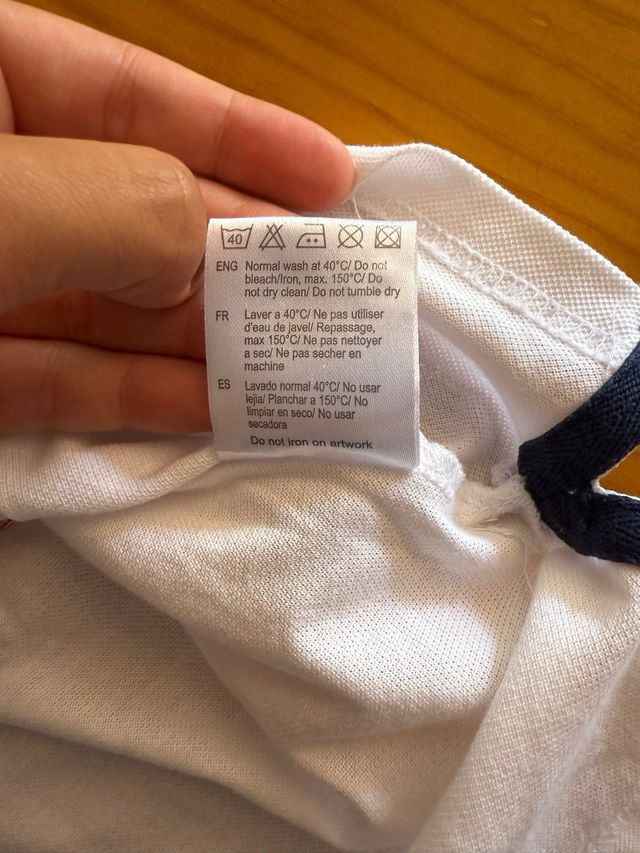 40
ENG Normal wash at 40°C/ Do not
bleach/Iron, max. 150°C/ Do
not dry clean/ Do not tumble dry
FR Laver a 40°C/ Ne pas utiliser
d'eau de javel/ Repassage,
max 150°C/ Ne pas nettoyer
a sec/ Ne pas secher en
machine
ES Lavado normal 40°C/ No usar
lejia/ Planchar a 150°C/ No
limpiar en seco/ No usar
secadora
Do not iron on artwork